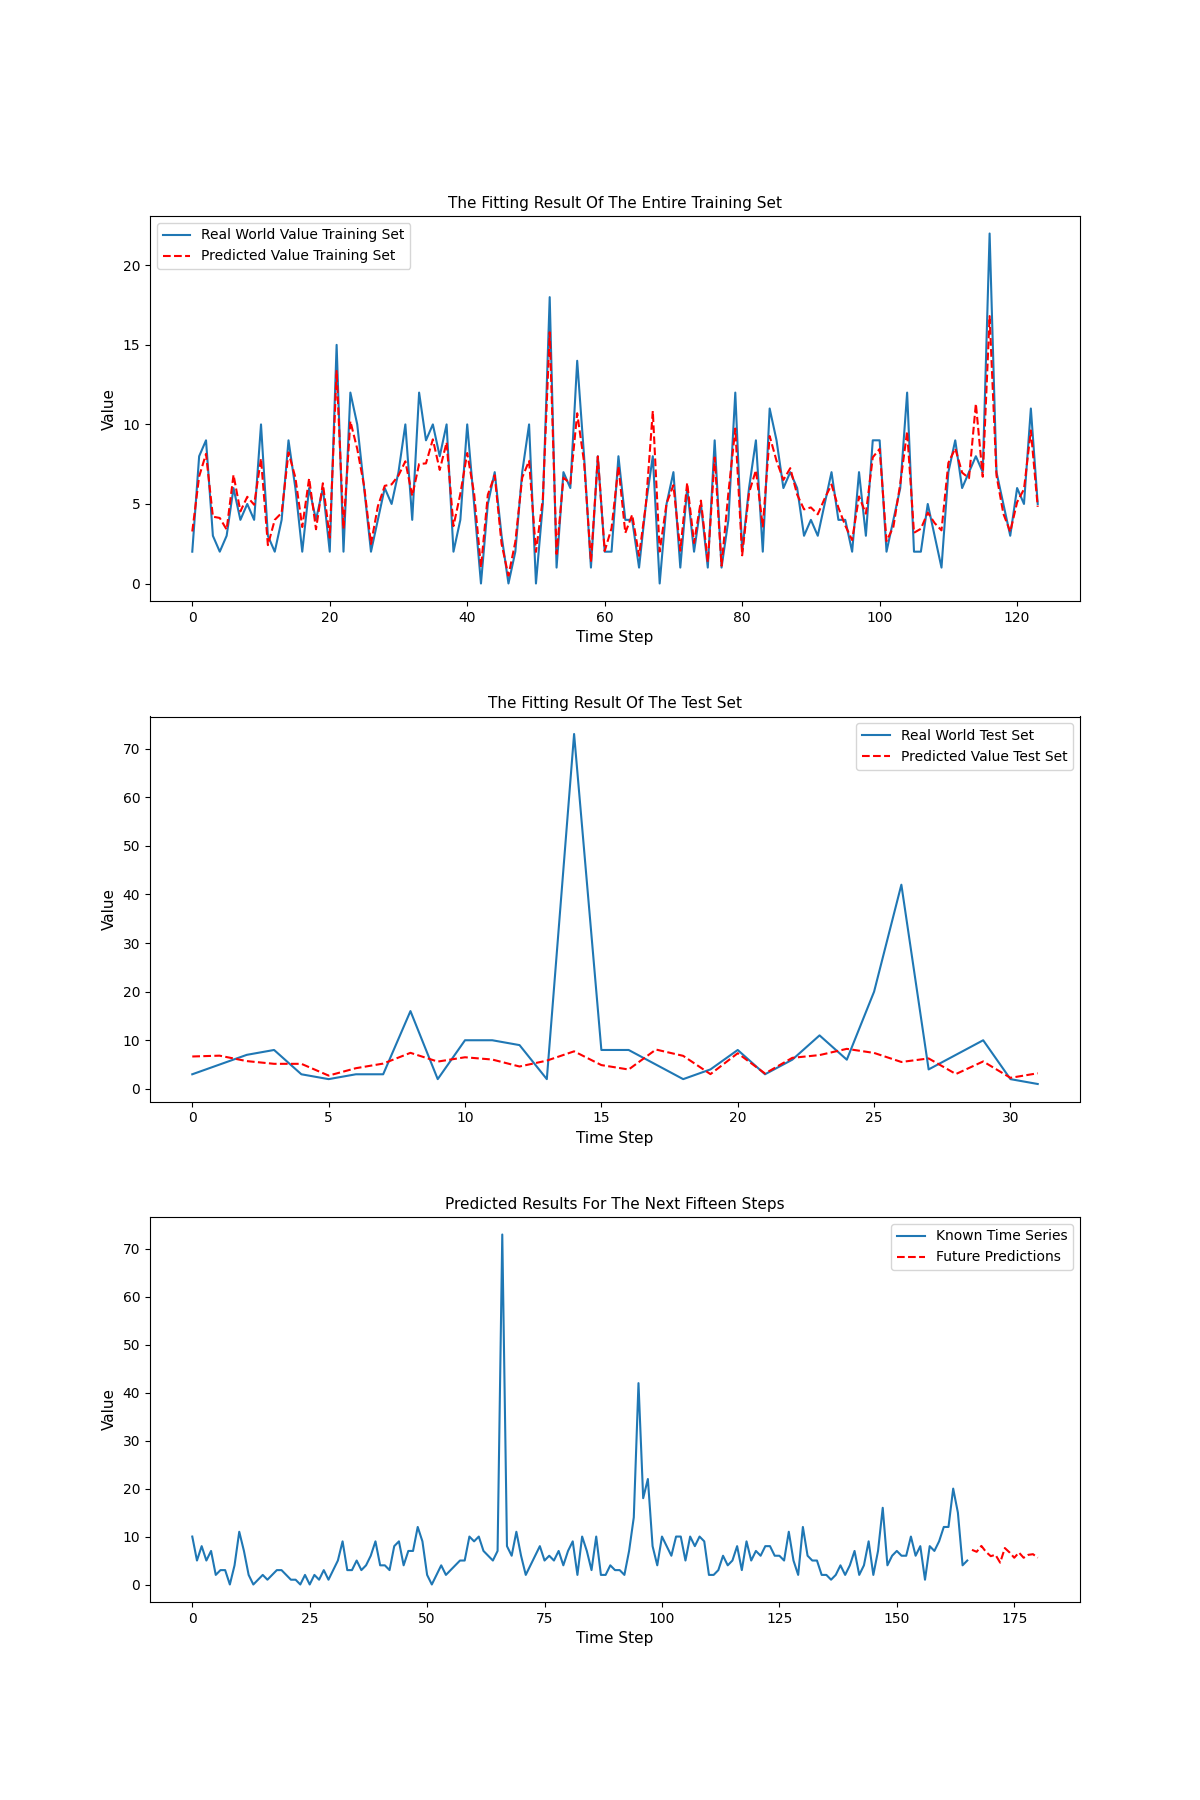 The Fitting Result Of The Entire Training Set
Real World Value Training Set
Predicted Value Training Set
Value
20
15
10
5
0
0 20 40 60 80 100 120
Time Step
The Fitting Result Of The Test Set
Real World Test Set
Predicted Value Test Set
Value
70
60
50
40
30
20
10
0
0 5 10 15 20 25 30
Time Step
Predicted Results For The Next Fifteen Steps
Known Time Series
Future Predictions
Value
70
60
50
40
30
20
10
0
0 25 50 75 100 125 150 175
Time Step